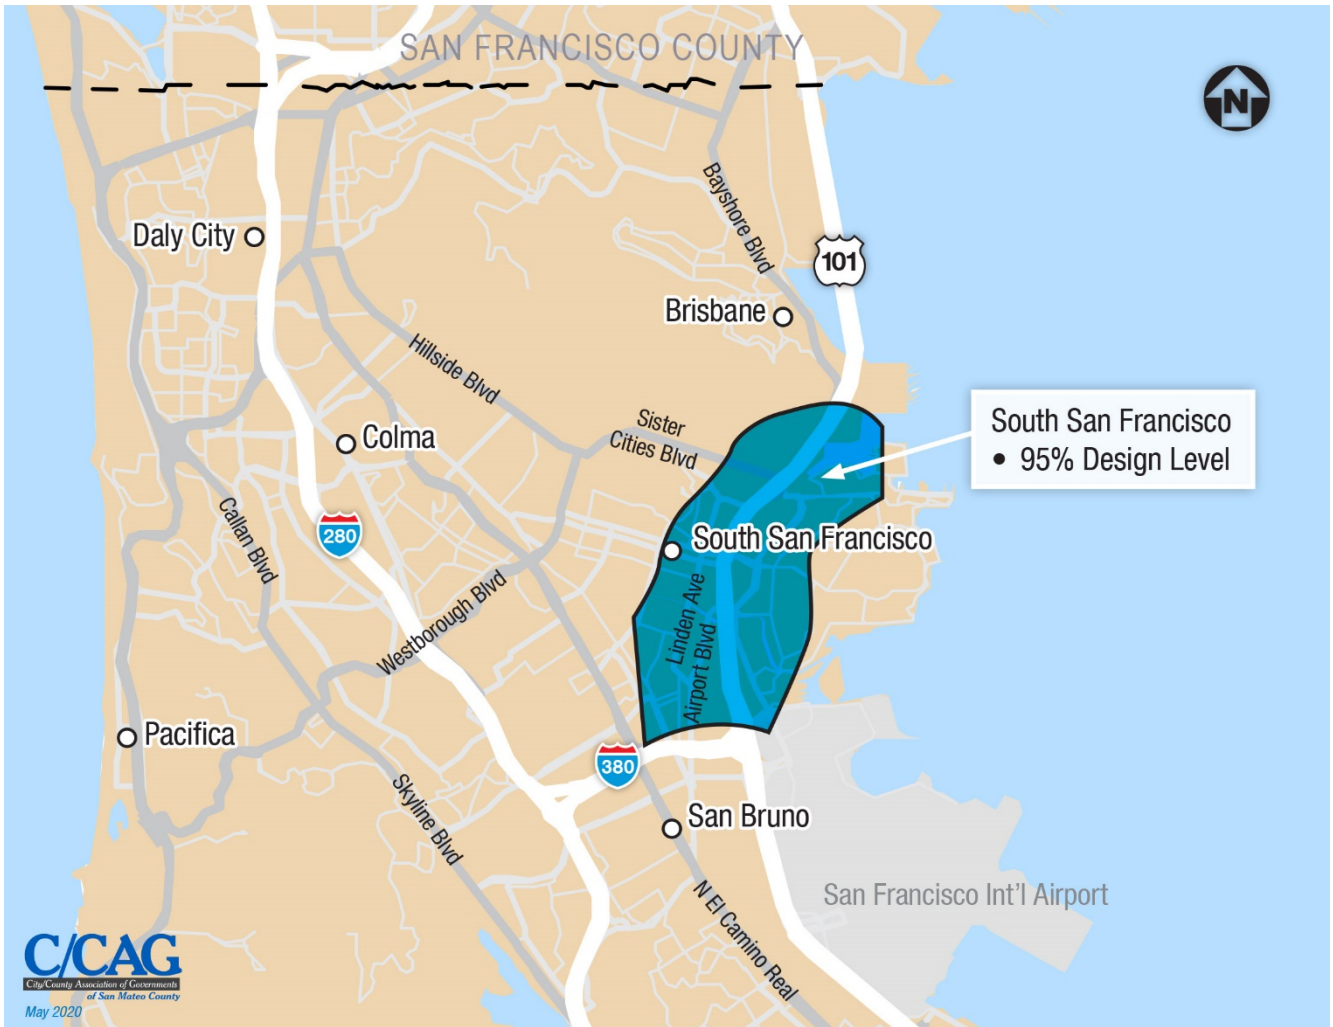 SAN FRANCISCO COUNTY
N
Daly City
Bayshore Blvd
101
Brisbane
Hillside Blvd
Sister
Cities Blvd
South San Francisco
• 95% Design Level
Colma
Callan Blvd
280
South San Francisco
Westborough Blvd
Linden Ave
Airport Blvd
Pacifica
380
Skyline Blvd
San Bruno
N El Camino Real
San Francisco Int'l Airport
C/CAG
City/County Association of Governments
of San Mateo County
May 2020